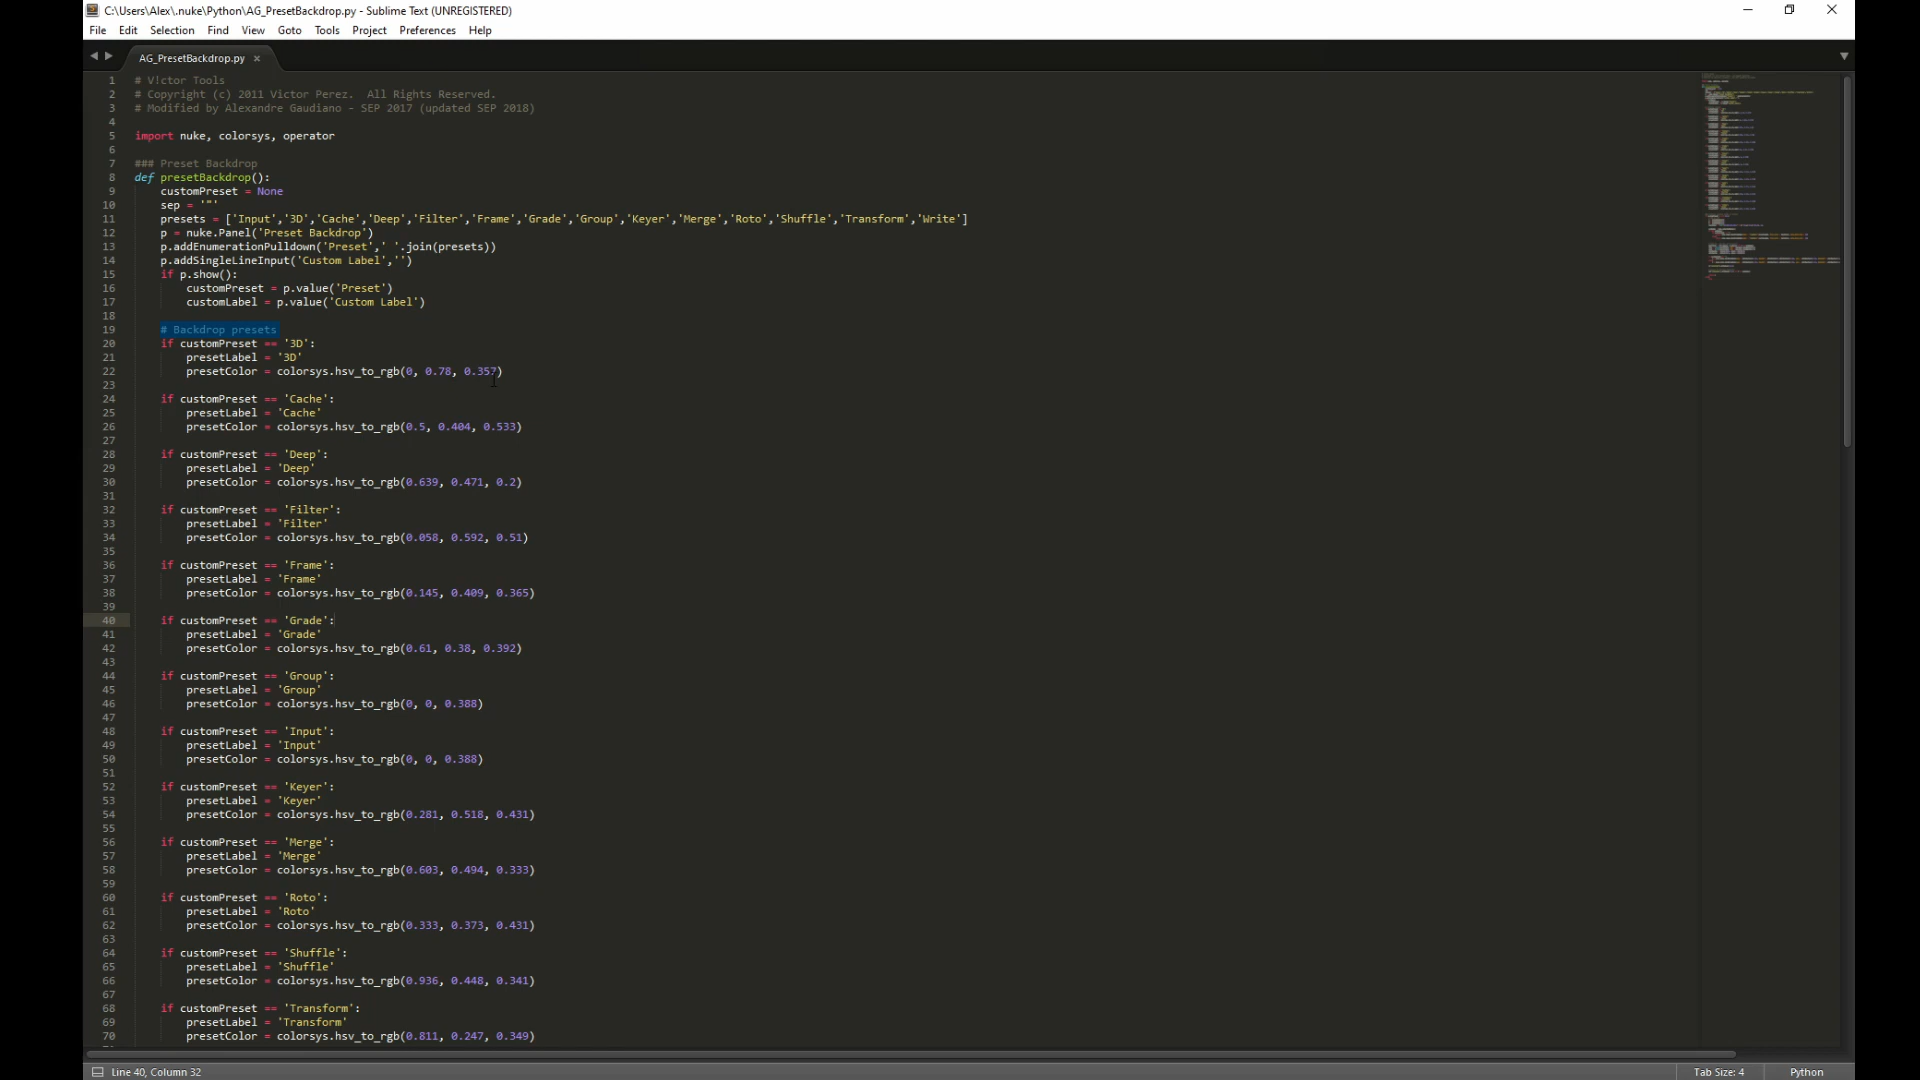 C:\Users\Alex\.nuke\Python\AG_PresetBackdrop.py - Sublime Text (UNREGISTERED)
File Edit Selection Find View Goto Tools Project Preferences Help
AG_PresetBackdrop.py ×
1 # V!ctor Tools
2 # Copyright (c) 2011 Victor Perez.  All Rights Reserved.
3 # Modified by Alexandre Gaudiano - SEP 2017 (updated SEP 2018)
4
5 import nuke, colorsys, operator
6
7 ### Preset Backdrop
8 def presetBackdrop():
9     customPreset = None
10     sep = '"'
11     presets = ['Input','3D','Cache','Deep','Filter','Frame','Grade','Group','Keyer','Merge','Roto','Shuffle','Transform','Write']
12     p = nuke.Panel('Preset Backdrop')
13     p.addEnumerationPulldown('Preset',' '.join(presets))
14     p.addSingleLineInput('Custom Label','')
15     if p.show():
16         customPreset = p.value('Preset')
17         customLabel = p.value('Custom Label')
18
19     # Backdrop presets
20     if customPreset == '3D':
21         presetLabel = '3D'
22         presetColor = colorsys.hsv_to_rgb(0, 0.78, 0.357)
23
24     if customPreset == 'Cache':
25         presetLabel = 'Cache'
26         presetColor = colorsys.hsv_to_rgb(0.5, 0.404, 0.533)
27
28     if customPreset == 'Deep':
29         presetLabel = 'Deep'
30         presetColor = colorsys.hsv_to_rgb(0.639, 0.471, 0.2)
31
32     if customPreset == 'Filter':
33         presetLabel = 'Filter'
34         presetColor = colorsys.hsv_to_rgb(0.058, 0.592, 0.51)
35
36     if customPreset == 'Frame':
37         presetLabel = 'Frame'
38         presetColor = colorsys.hsv_to_rgb(0.145, 0.409, 0.365)
39
40     if customPreset == 'Grade':
41         presetLabel = 'Grade'
42         presetColor = colorsys.hsv_to_rgb(0.61, 0.38, 0.392)
43
44     if customPreset == 'Group':
45         presetLabel = 'Group'
46         presetColor = colorsys.hsv_to_rgb(0, 0, 0.388)
47
48     if customPreset == 'Input':
49         presetLabel = 'Input'
50         presetColor = colorsys.hsv_to_rgb(0, 0, 0.388)
51
52     if customPreset == 'Keyer':
53         presetLabel = 'Keyer'
54         presetColor = colorsys.hsv_to_rgb(0.281, 0.518, 0.431)
55
56     if customPreset == 'Merge':
57         presetLabel = 'Merge'
58         presetColor = colorsys.hsv_to_rgb(0.603, 0.494, 0.333)
59
60     if customPreset == 'Roto':
61         presetLabel = 'Roto'
62         presetColor = colorsys.hsv_to_rgb(0.333, 0.373, 0.431)
63
64     if customPreset == 'Shuffle':
65         presetLabel = 'Shuffle'
66         presetColor = colorsys.hsv_to_rgb(0.936, 0.448, 0.341)
67
68     if customPreset == 'Transform':
69         presetLabel = 'Transform'
70         presetColor = colorsys.hsv_to_rgb(0.811, 0.247, 0.349)
Line 40, Column 32 Tab Size: 4 Python